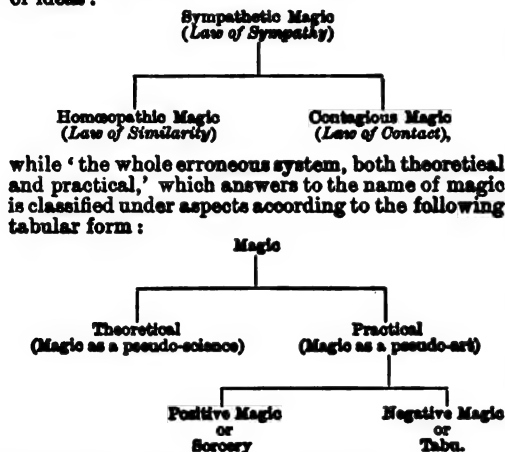 of ideas :
Sympathetic Magic
(Law of Sympathy)
Homœopathic Magic Contagious Magic
(Law of Similarity) (Law of Contact),
while ‘ the whole erroneous system, both theoretical
and practical,’ which answers to the name of magic
is classified under aspects according to the following
tabular form :
Magic
Theoretical Practical
(Magic as a pseudo-science) (Magic as a pseudo-art)
Positive Magic Negative Magic
or or
Sorcery Tabu.